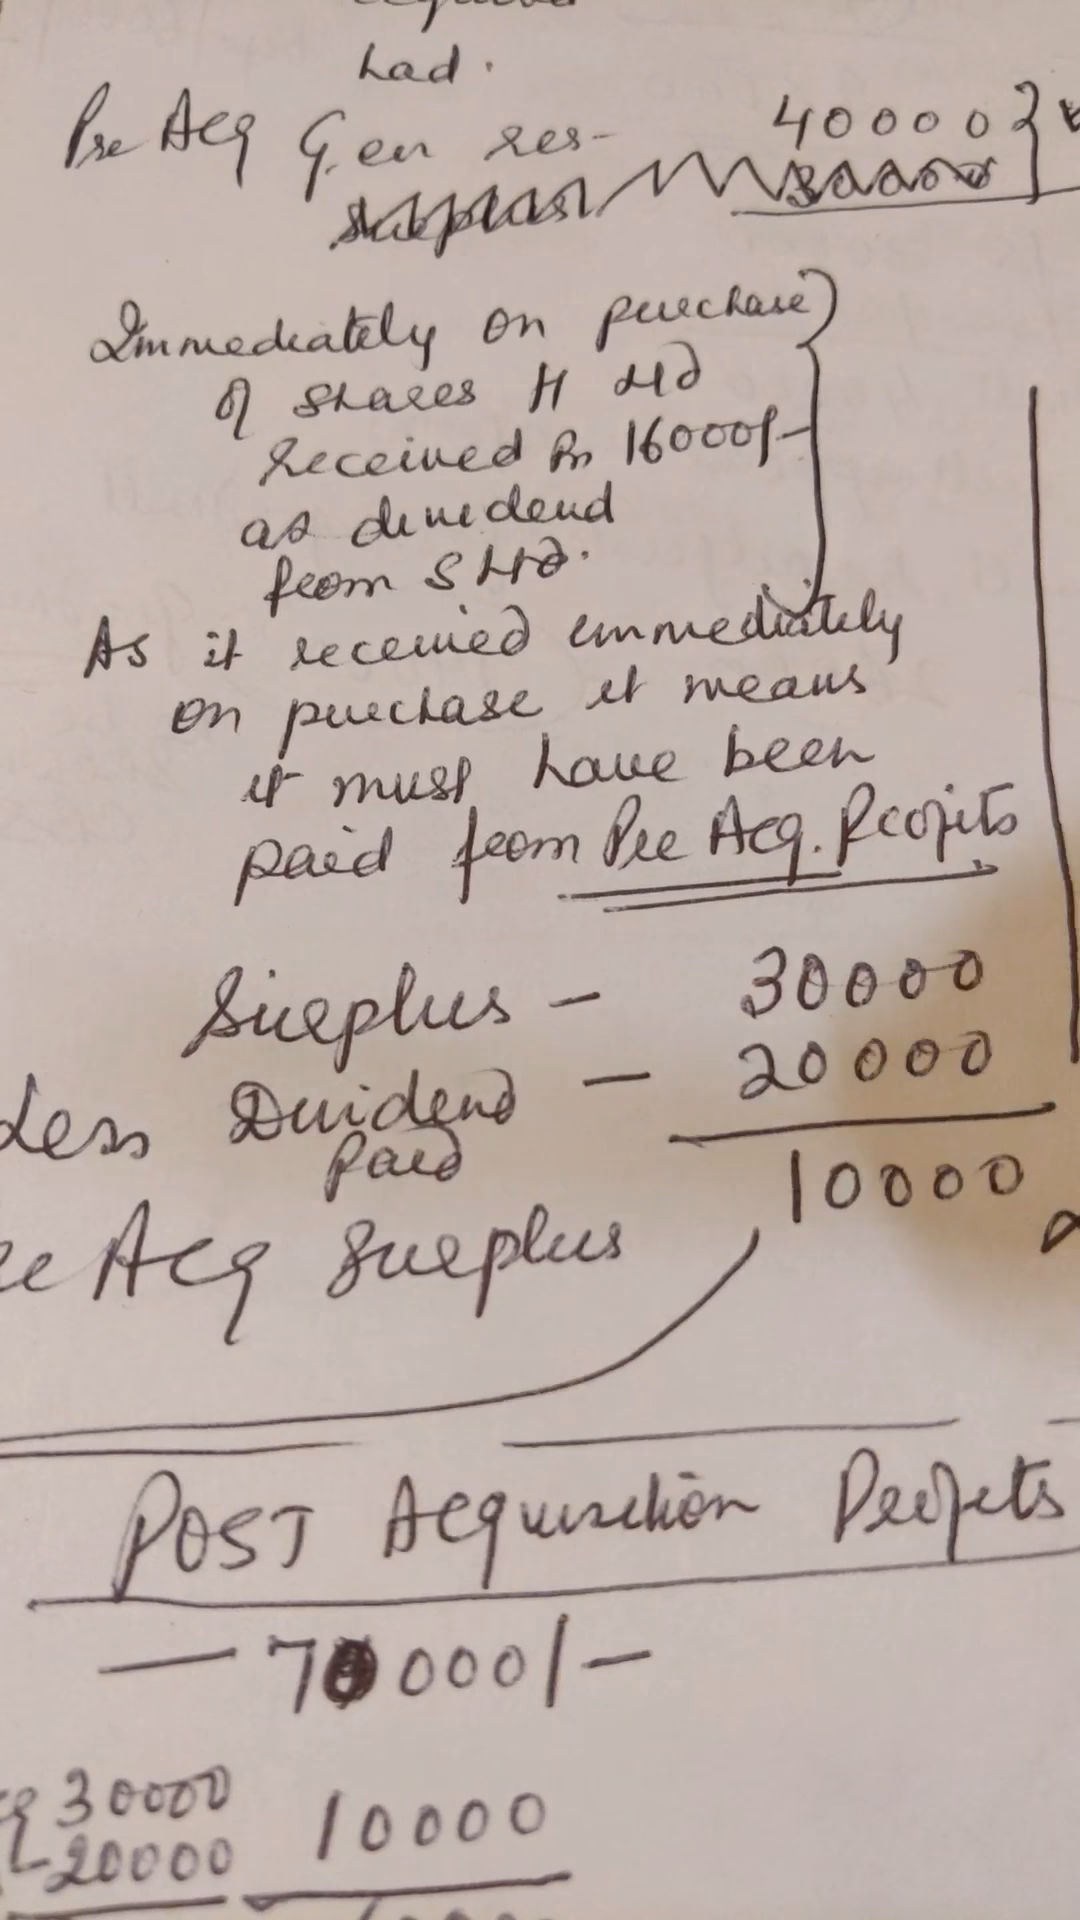 had.
Pre Acq Gen res- 40000
surplus 30000
Immediately on purchase
of shares H Ltd
received Rs 16000/-
as dividend
from S Ltd.
As it received immediately
on purchase it means
it must have been
paid from Pre Acq. Profits
Surplus - 30000
Less Dividend - 20000
paid
10000
Acq Surplus
POST Acquisition Profits
- 70000/-
30000
-20000
10000